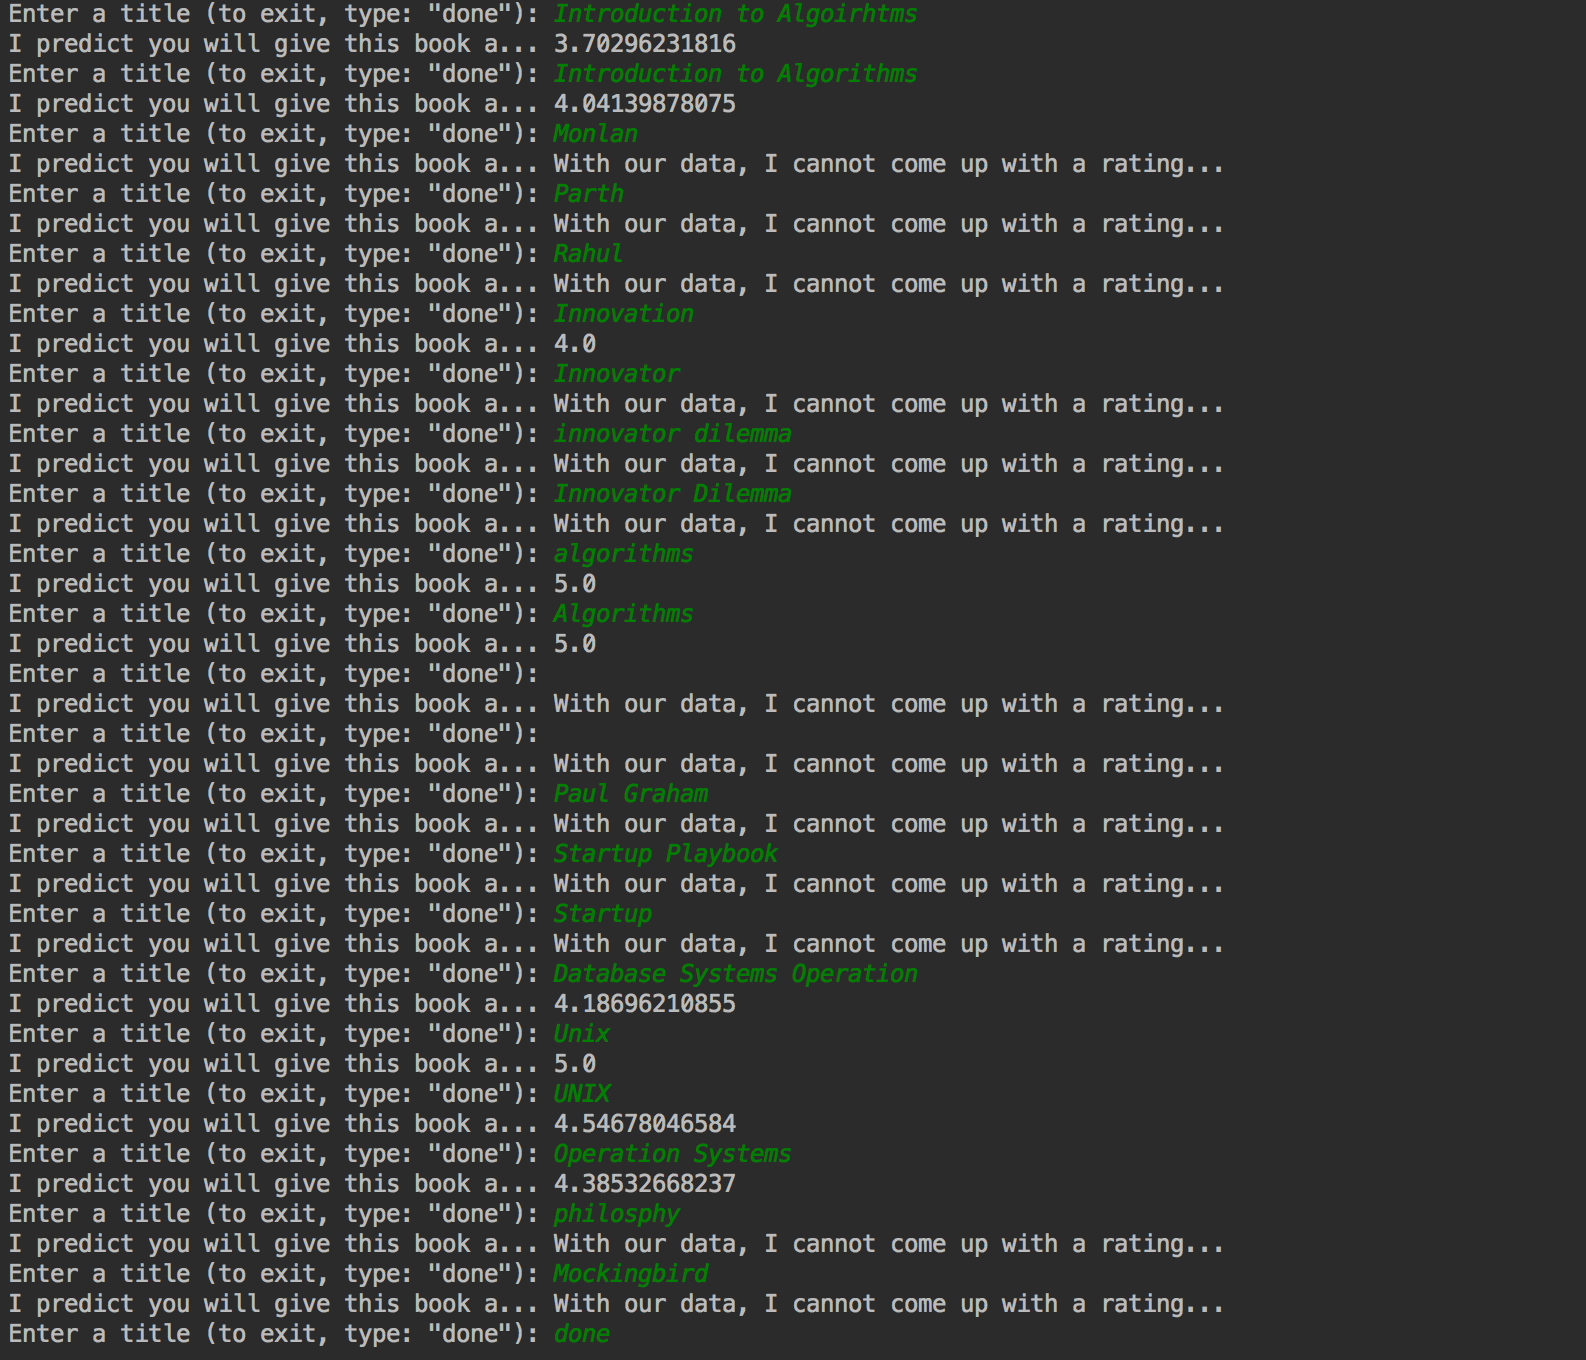 Enter a title (to exit, type: "done"): Introduction to Algoirhtms
I predict you will give this book a... 3.70296231816
Enter a title (to exit, type: "done"): Introduction to Algorithms
I predict you will give this book a... 4.04139878075
Enter a title (to exit, type: "done"): Monlan
I predict you will give this book a... With our data, I cannot come up with a rating...
Enter a title (to exit, type: "done"): Parth
I predict you will give this book a... With our data, I cannot come up with a rating...
Enter a title (to exit, type: "done"): Rahul
I predict you will give this book a... With our data, I cannot come up with a rating...
Enter a title (to exit, type: "done"): Innovation
I predict you will give this book a... 4.0
Enter a title (to exit, type: "done"): Innovator
I predict you will give this book a... With our data, I cannot come up with a rating...
Enter a title (to exit, type: "done"): innovator dilemma
I predict you will give this book a... With our data, I cannot come up with a rating...
Enter a title (to exit, type: "done"): Innovator Dilemma
I predict you will give this book a... With our data, I cannot come up with a rating...
Enter a title (to exit, type: "done"): algorithms
I predict you will give this book a... 5.0
Enter a title (to exit, type: "done"): Algorithms
I predict you will give this book a... 5.0
Enter a title (to exit, type: "done"):
I predict you will give this book a... With our data, I cannot come up with a rating...
Enter a title (to exit, type: "done"):
I predict you will give this book a... With our data, I cannot come up with a rating...
Enter a title (to exit, type: "done"): Paul Graham
I predict you will give this book a... With our data, I cannot come up with a rating...
Enter a title (to exit, type: "done"): Startup Playbook
I predict you will give this book a... With our data, I cannot come up with a rating...
Enter a title (to exit, type: "done"): Startup
I predict you will give this book a... With our data, I cannot come up with a rating...
Enter a title (to exit, type: "done"): Database Systems Operation
I predict you will give this book a... 4.18696210855
Enter a title (to exit, type: "done"): Unix
I predict you will give this book a... 5.0
Enter a title (to exit, type: "done"): UNIX
I predict you will give this book a... 4.54678046584
Enter a title (to exit, type: "done"): Operation Systems
I predict you will give this book a... 4.38532668237
Enter a title (to exit, type: "done"): philosphy
I predict you will give this book a... With our data, I cannot come up with a rating...
Enter a title (to exit, type: "done"): Mockingbird
I predict you will give this book a... With our data, I cannot come up with a rating...
Enter a title (to exit, type: "done"): done